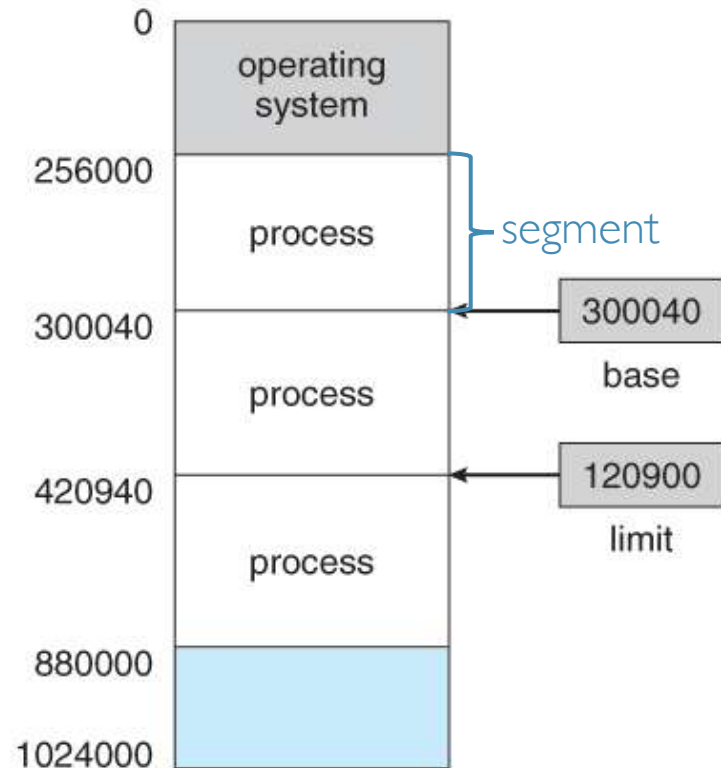 0
operating
system
256000
process
segment
300040
300040
base
process
420940
120900
limit
process
880000
1024000